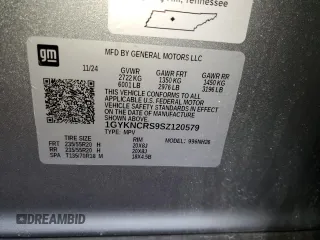 Tennessee
gm
MFD BY GENERAL MOTORS LLC
11/24 GVWR GAWR FRT GAWR RR
2722 KG 1350 KG 1450 KG
6001 LB 2976 LB 3196 LB
THIS VEHICLE CONFORMS TO ALL
APPLICABLE U.S. FEDERAL MOTOR
VEHICLE SAFETY STANDARDS IN
EFFECT ON THE DATE OF
MANUFACTURE SHOWN ABOVE.
1GYKNCRS9SZ120579
TYPE: MPV MODEL:
TIRE SIZE RIM
FRT 235/55R20 H 20X8J
RR 235/55R20 H 20X8J
SPA T135/70R18 M 18X4.5B
DRIVEBID